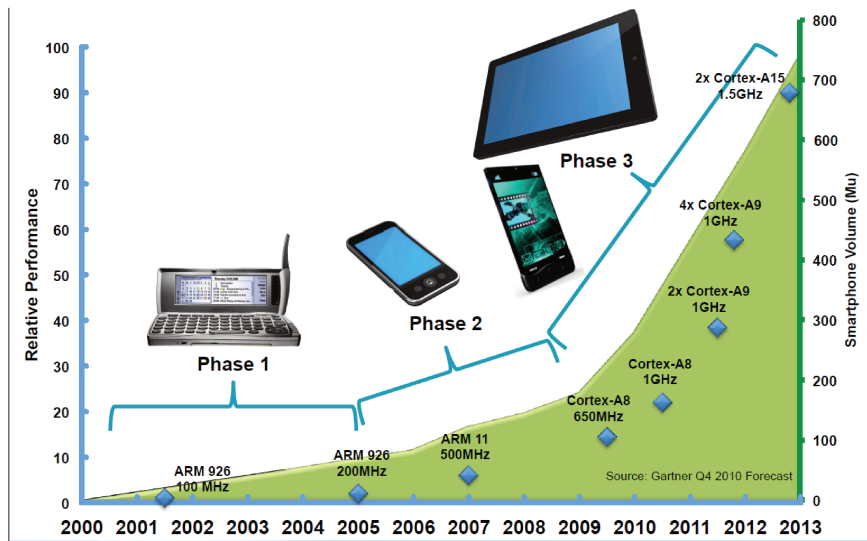 100
90
80
70
60
50
40
30
20
10
0
Relative Performance
800
700
600
500
400
300
200
100
0
Smartphone Volume (Mu)
Phase 1
Phase 2
Phase 3
ARM 926
100 MHz
ARM 926
200MHz
ARM 11
500MHz
Cortex-A8
650MHz
Cortex-A8
1GHz
2x Cortex-A9
1GHz
4x Cortex-A9
1GHz
2x Cortex-A15
1.5GHz
Source: Gartner Q4 2010 Forecast
2000 2001 2002 2003 2004 2005 2006 2007 2008 2009 2010 2011 2012 2013